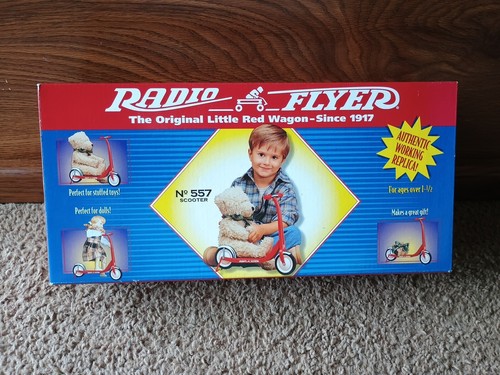 RADIO FLYER
The Original Little Red Wagon-Since 1917
AUTHENTIC
WORKING
REPLICA!
For ages over 1-1/2
Perfect for stuffed toys!
Nº 557
SCOOTER
Perfect for dolls!
Makes a great gift!